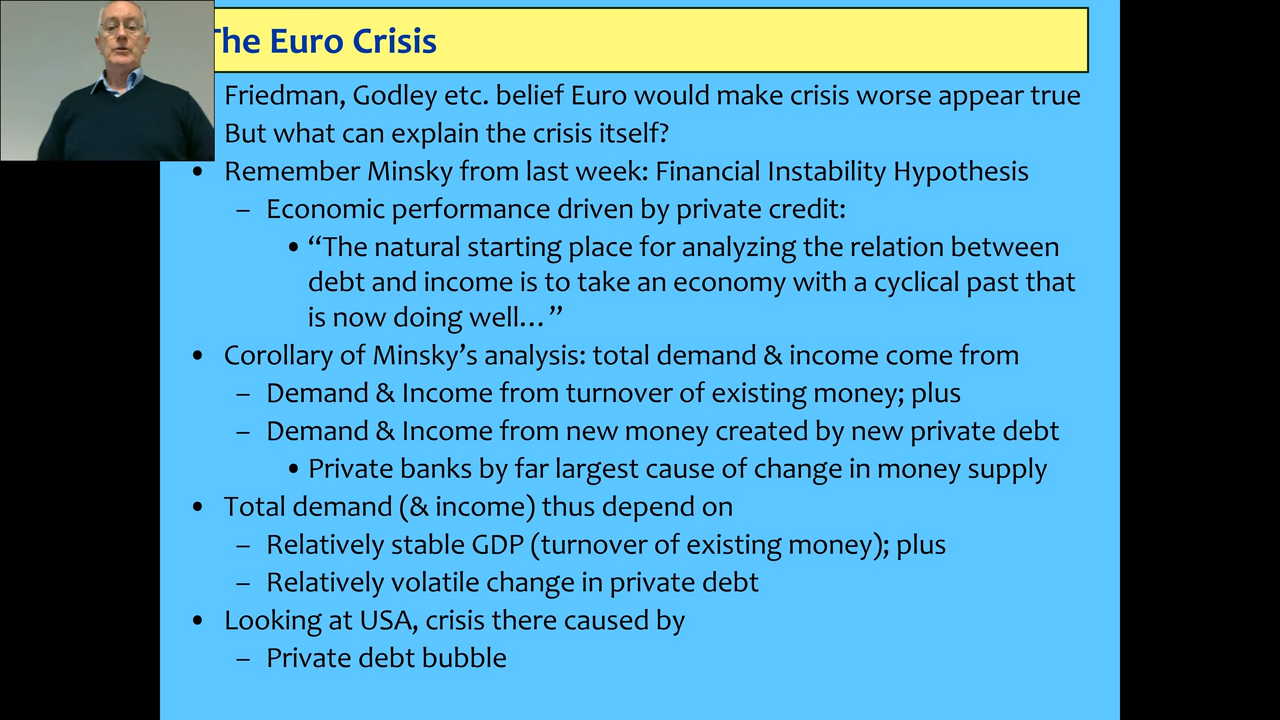 The Euro Crisis
Friedman, Godley etc. belief Euro would make crisis worse appear true
But what can explain the crisis itself?
• Remember Minsky from last week: Financial Instability Hypothesis
– Economic performance driven by private credit:
• “The natural starting place for analyzing the relation between
debt and income is to take an economy with a cyclical past that
is now doing well…”
• Corollary of Minsky’s analysis: total demand & income come from
– Demand & Income from turnover of existing money; plus
– Demand & Income from new money created by new private debt
• Private banks by far largest cause of change in money supply
• Total demand (& income) thus depend on
– Relatively stable GDP (turnover of existing money); plus
– Relatively volatile change in private debt
• Looking at USA, crisis there caused by
– Private debt bubble